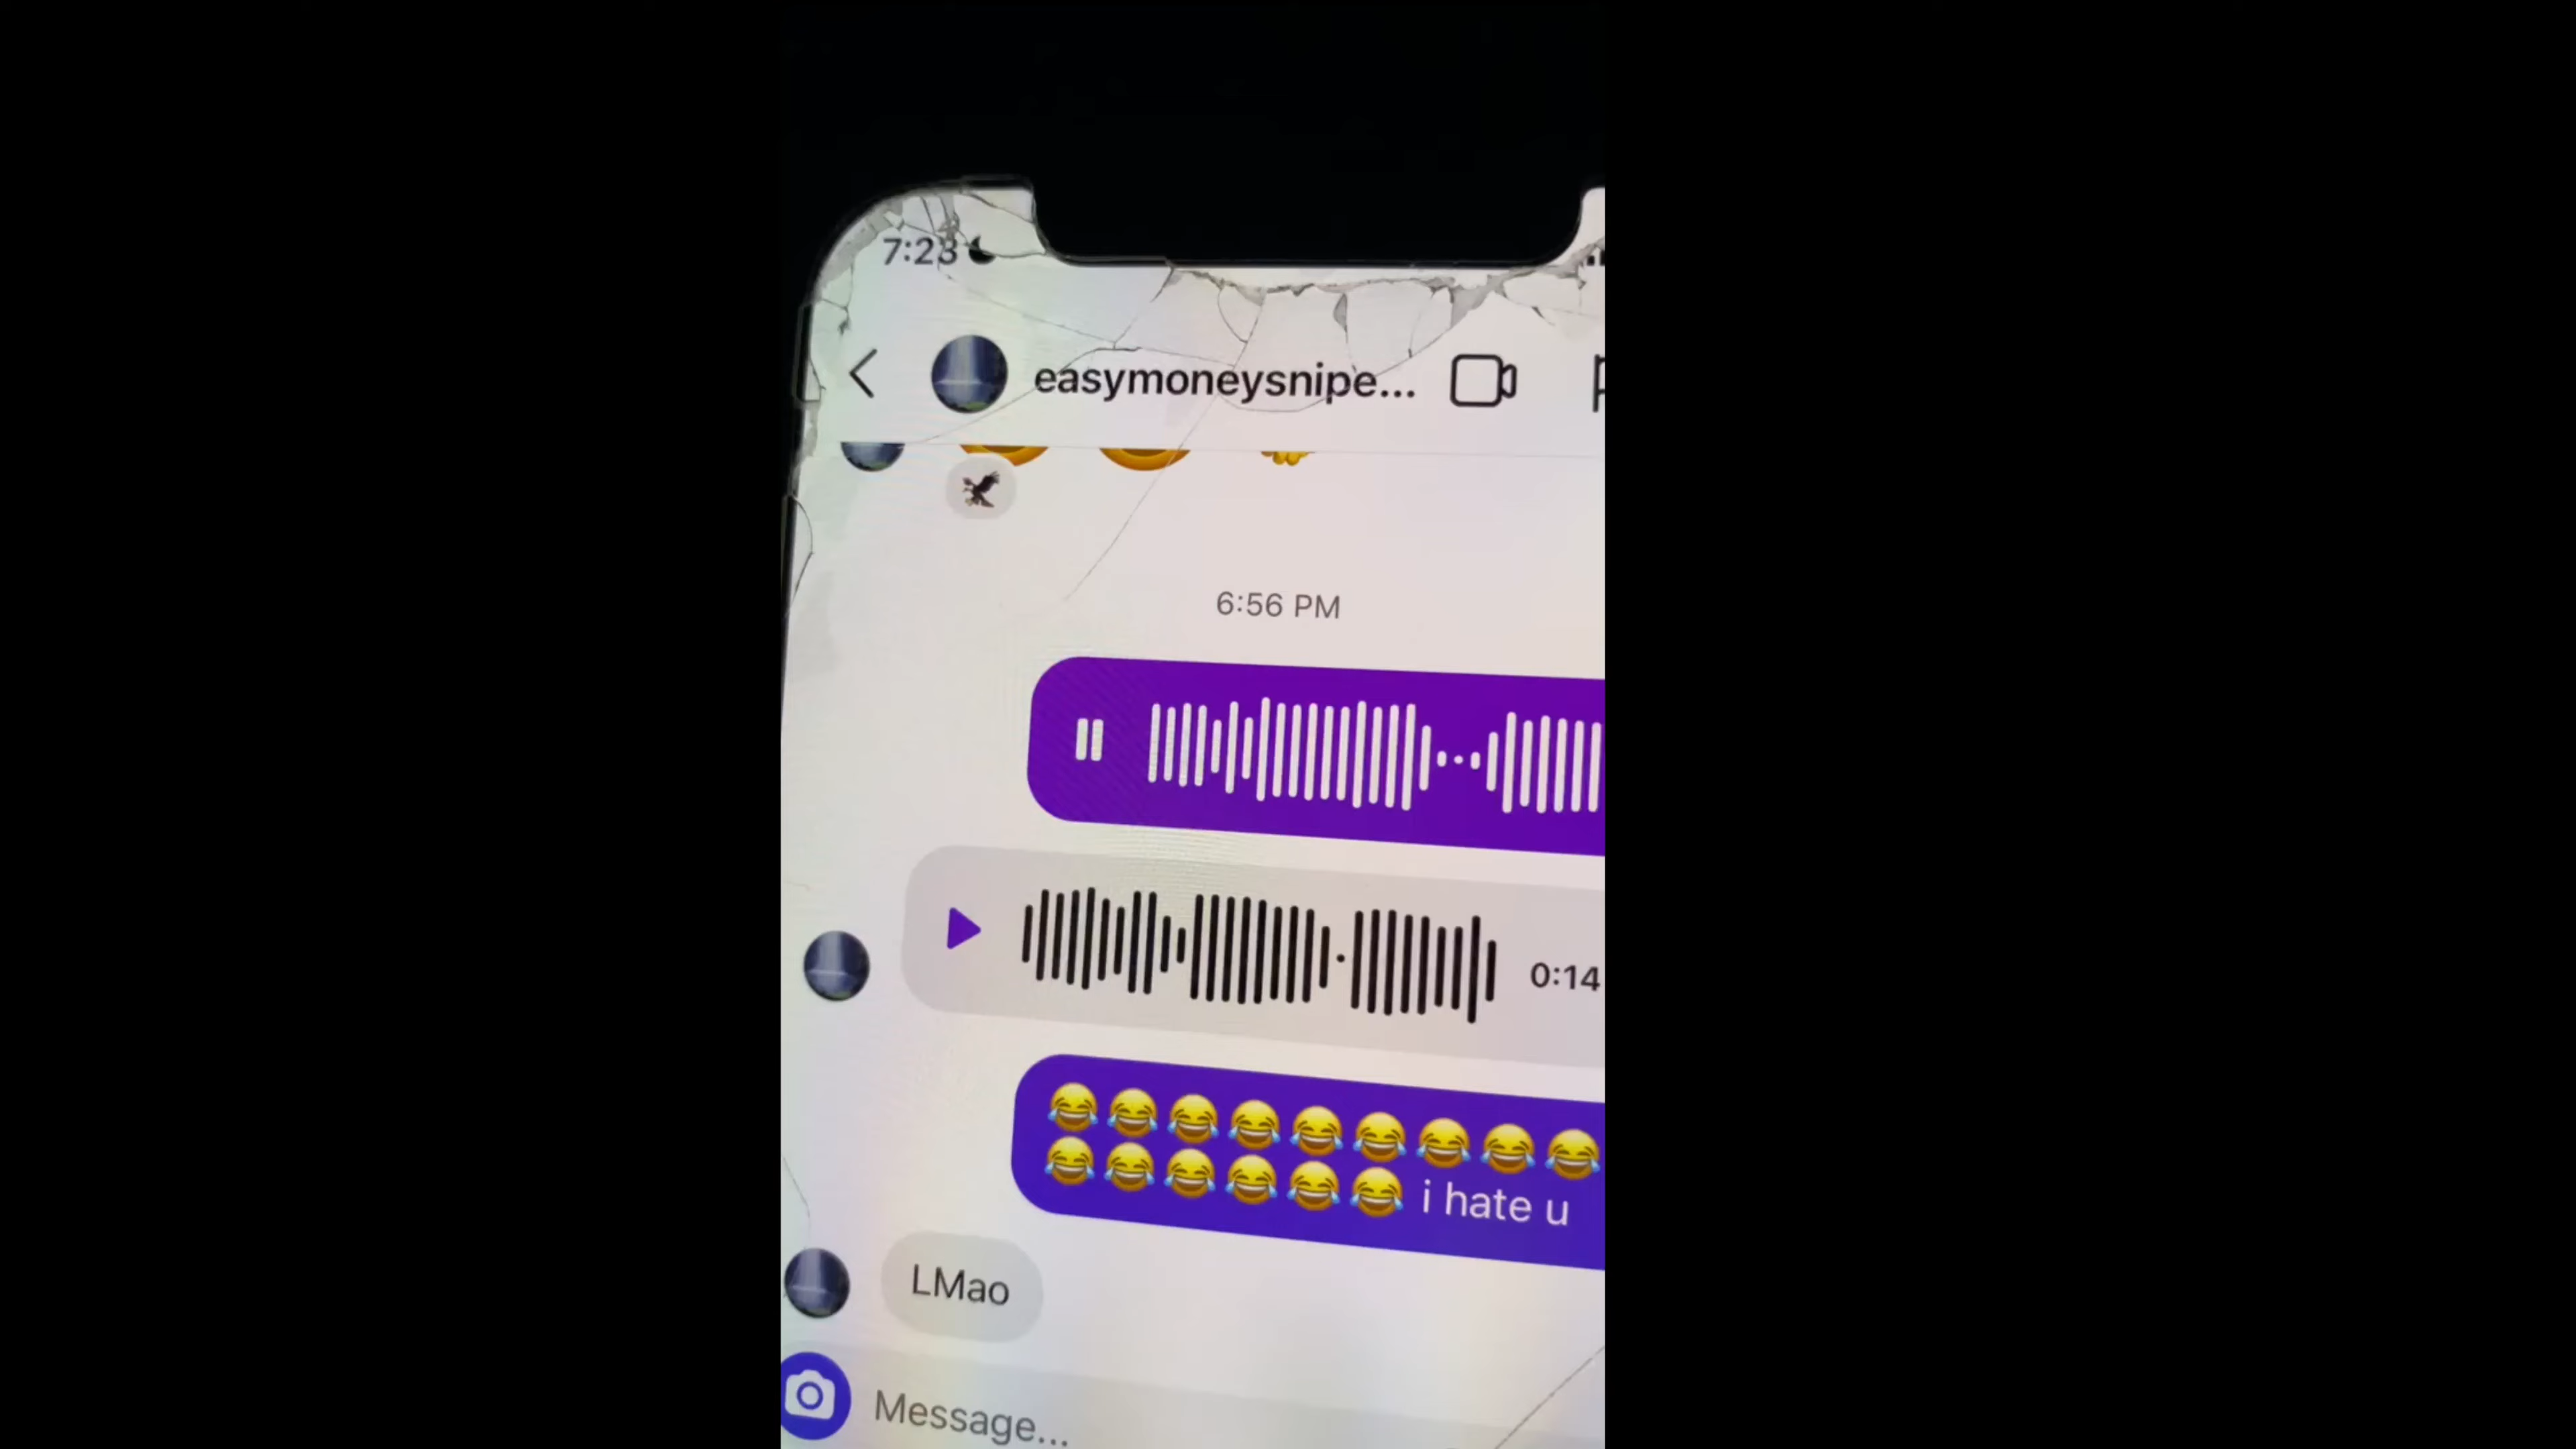 7:23
easymoneysnipe...
6:56 PM
0:14
😂😂😂😂😂😂😂😂😂
😂😂😂😂😂😂 i hate u
LMao
Message...